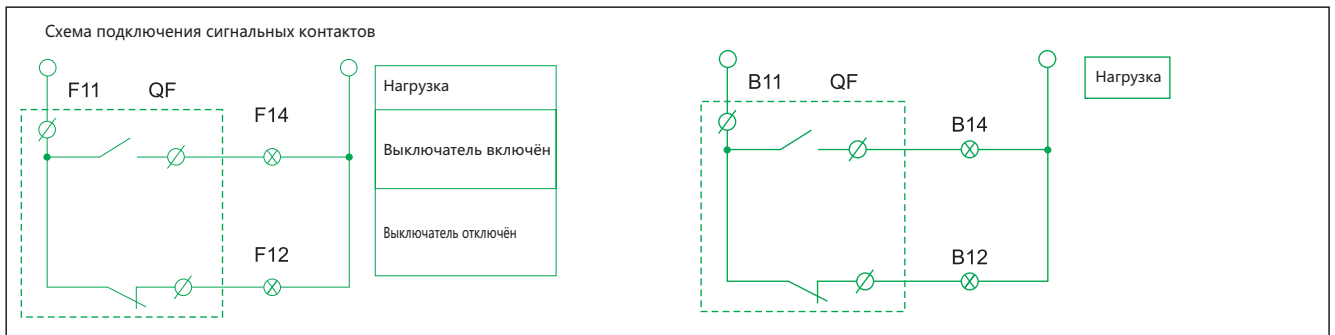 Схема подключения сигнальных контактов
F11 QF
F14
F12
Нагрузка
Выключатель включён
Выключатель отключён
B11 QF
B14
B12
Нагрузка